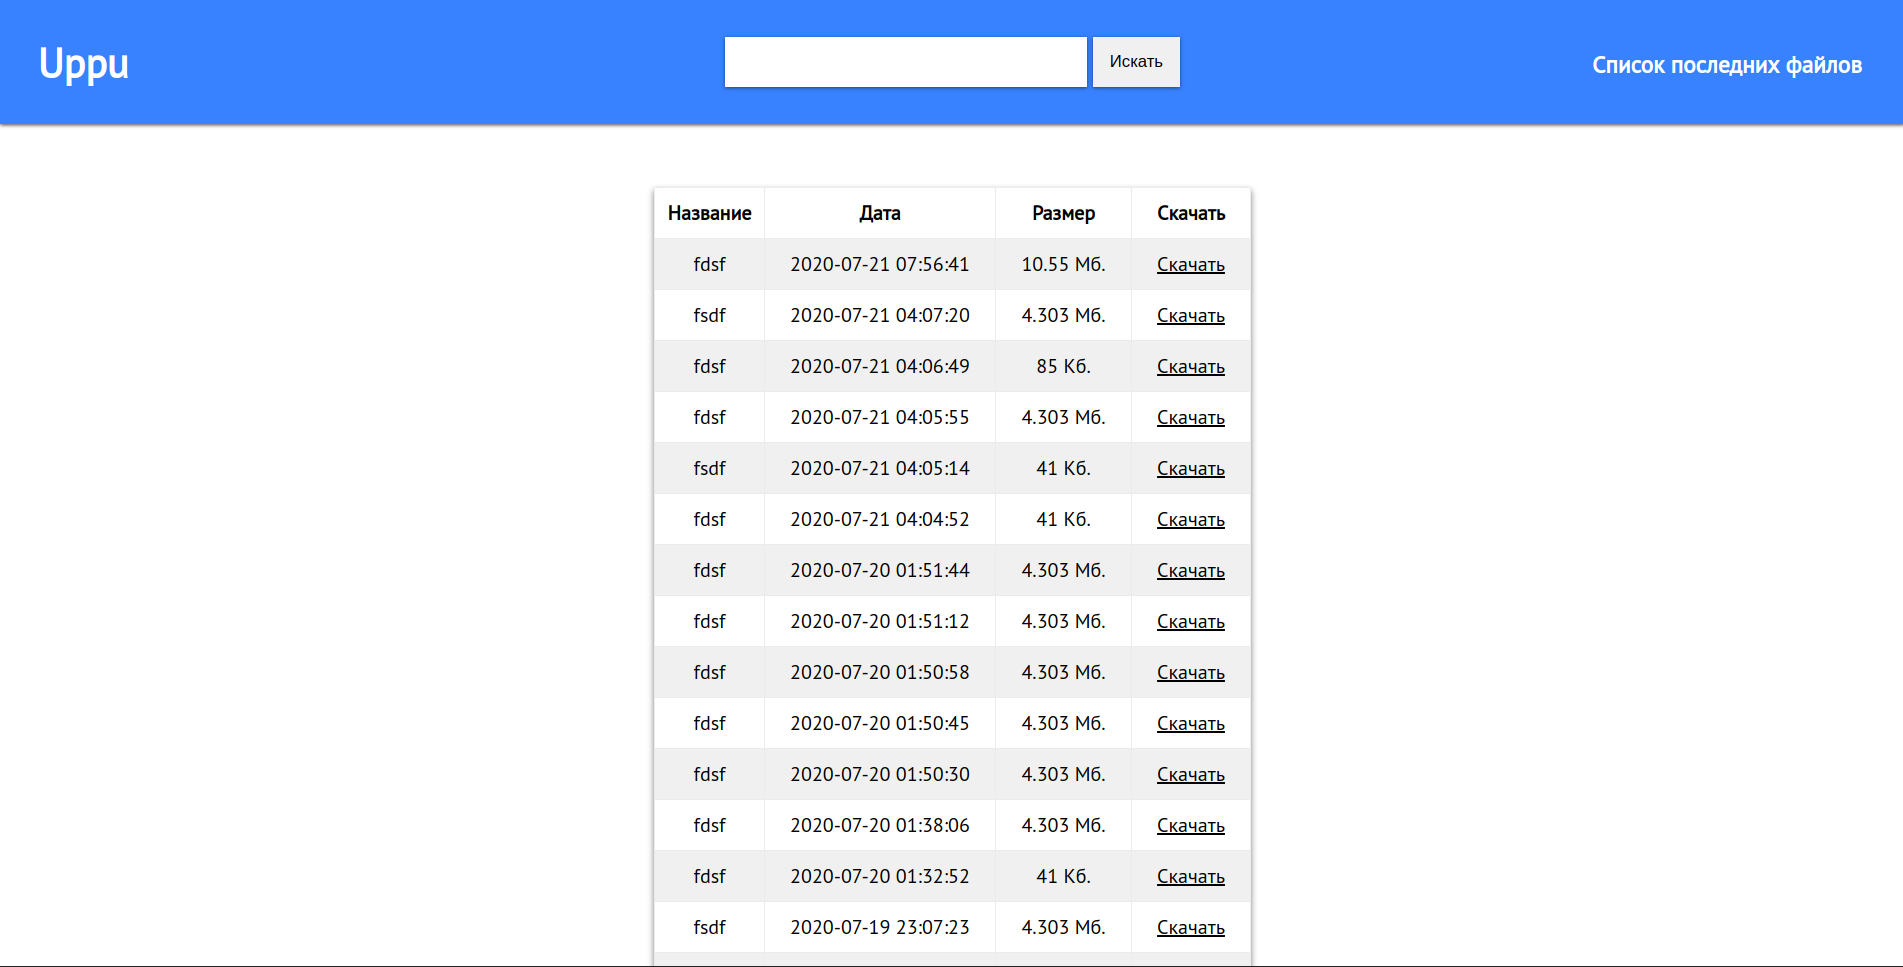 Uppu
Искать
Список последних файлов
Название Дата Размер Скачать
fdsf 2020-07-21 07:56:41 10.55 Мб. Скачать
fsdf 2020-07-21 04:07:20 4.303 Мб. Скачать
fdsf 2020-07-21 04:06:49 85 Кб. Скачать
fdsf 2020-07-21 04:05:55 4.303 Мб. Скачать
fsdf 2020-07-21 04:05:14 41 Кб. Скачать
fdsf 2020-07-21 04:04:52 41 Кб. Скачать
fdsf 2020-07-20 01:51:44 4.303 Мб. Скачать
fdsf 2020-07-20 01:51:12 4.303 Мб. Скачать
fdsf 2020-07-20 01:50:58 4.303 Мб. Скачать
fdsf 2020-07-20 01:50:45 4.303 Мб. Скачать
fdsf 2020-07-20 01:50:30 4.303 Мб. Скачать
fdsf 2020-07-20 01:38:06 4.303 Мб. Скачать
fdsf 2020-07-20 01:32:52 41 Кб. Скачать
fsdf 2020-07-19 23:07:23 4.303 Мб. Скачать